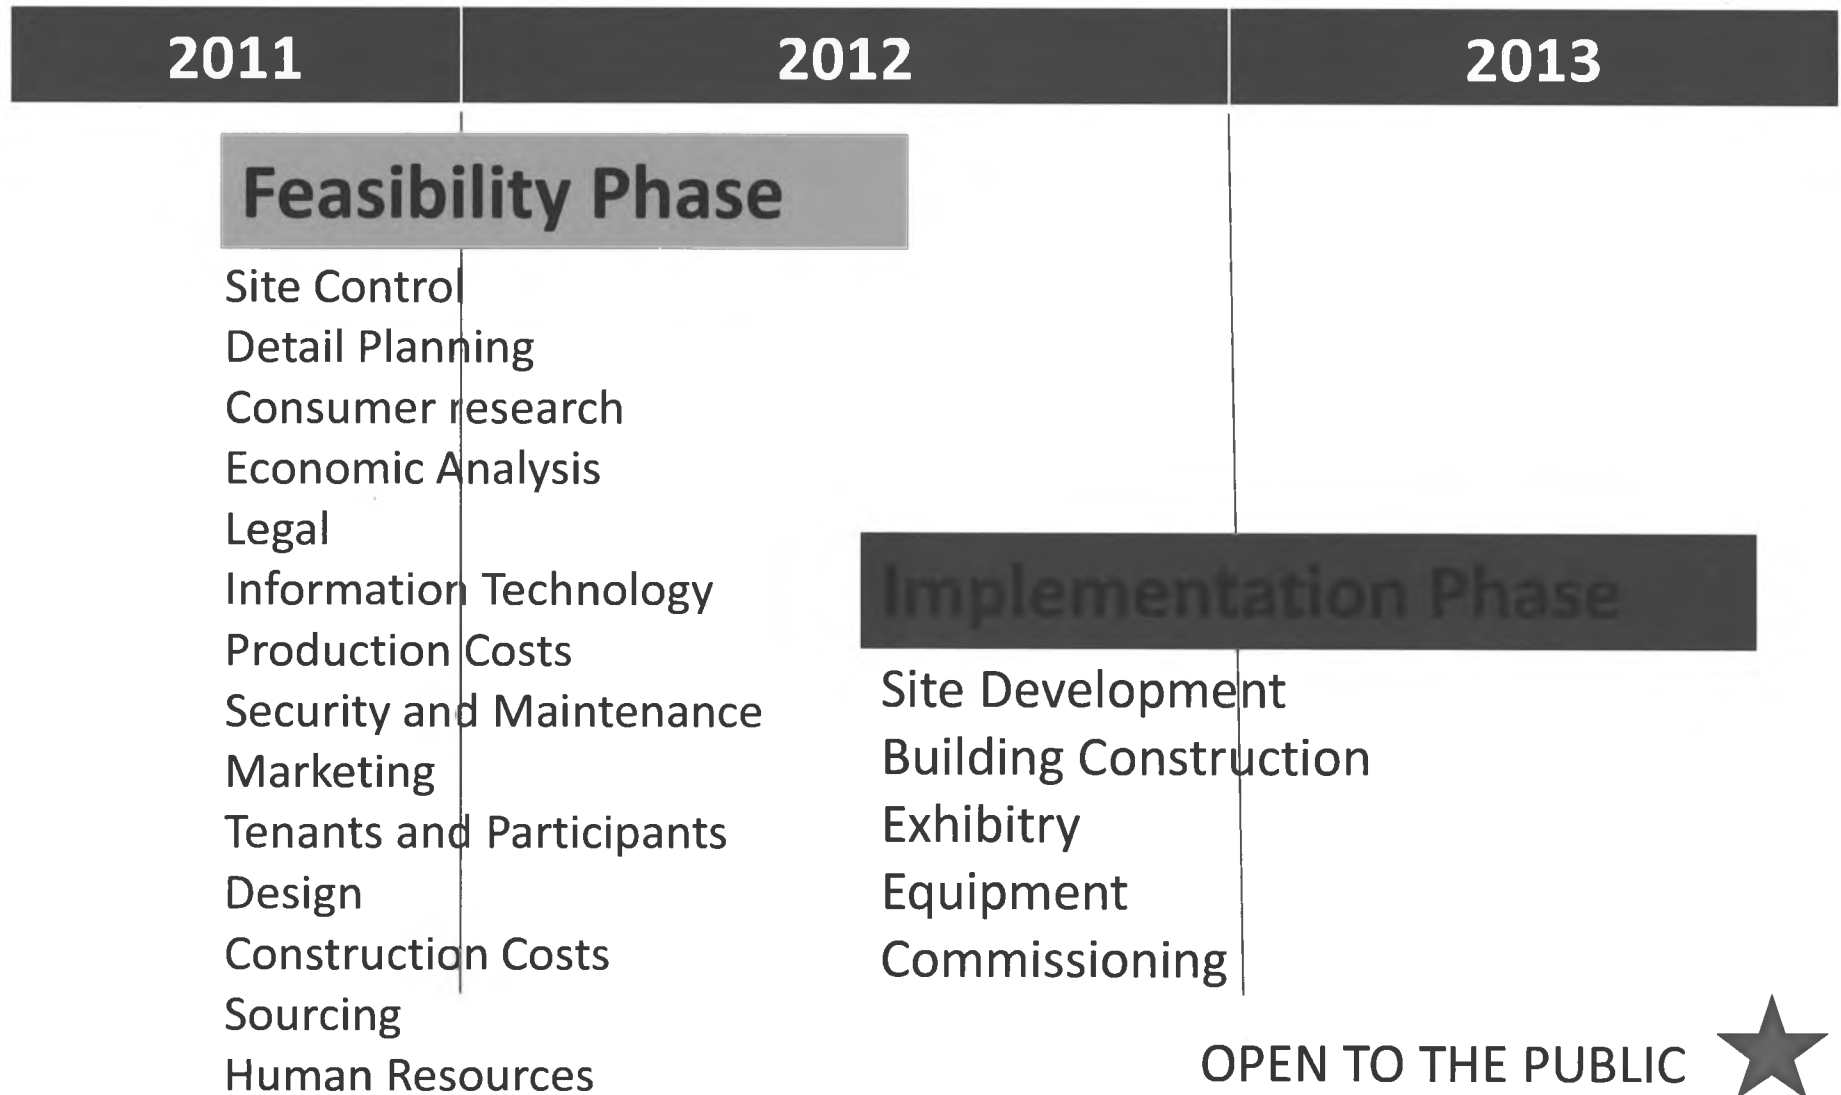 2011 2012 2013
Feasibility Phase
Site Control
Detail Planning
Consumer research
Economic Analysis
Legal
Information Technology
Production Costs
Security and Maintenance
Marketing
Tenants and Participants
Design
Construction Costs
Sourcing
Human Resources
Implementation Phase
Site Development
Building Construction
Exhibitry
Equipment
Commissioning
OPEN TO THE PUBLIC